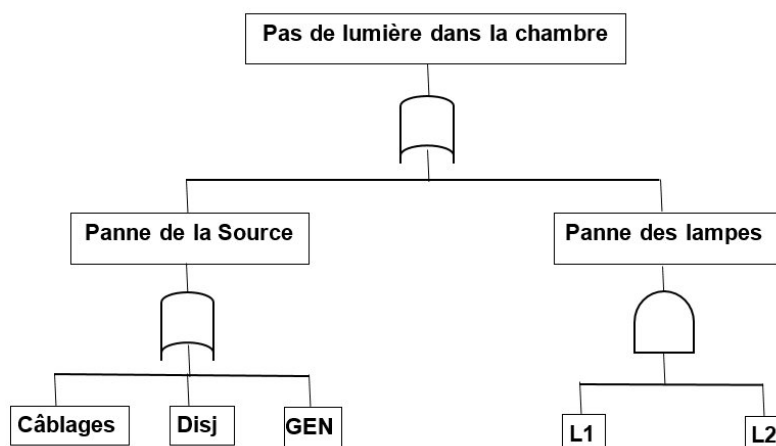 Pas de lumière dans la chambre
Panne de la Source
Panne des lampes
Câblages
Disj
GEN
L1
L2